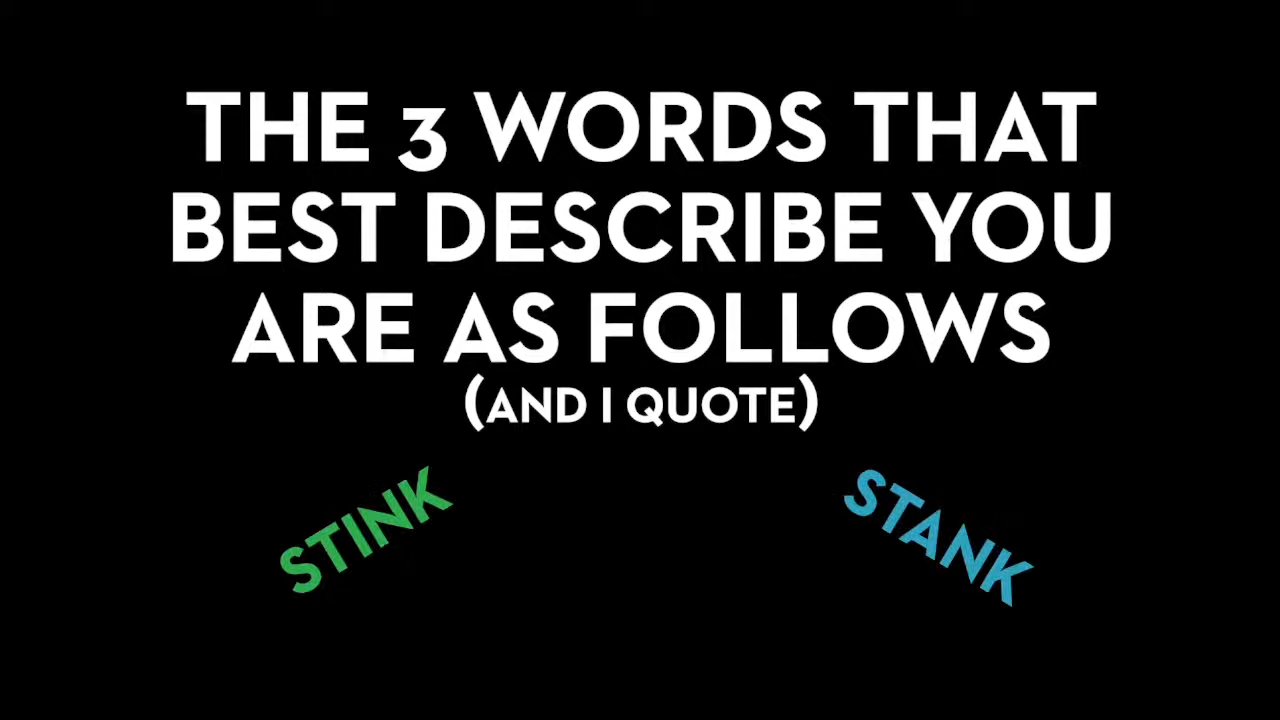 THE 3 WORDS THAT
BEST DESCRIBE YOU
ARE AS FOLLOWS
(AND I QUOTE)
STINK
STANK